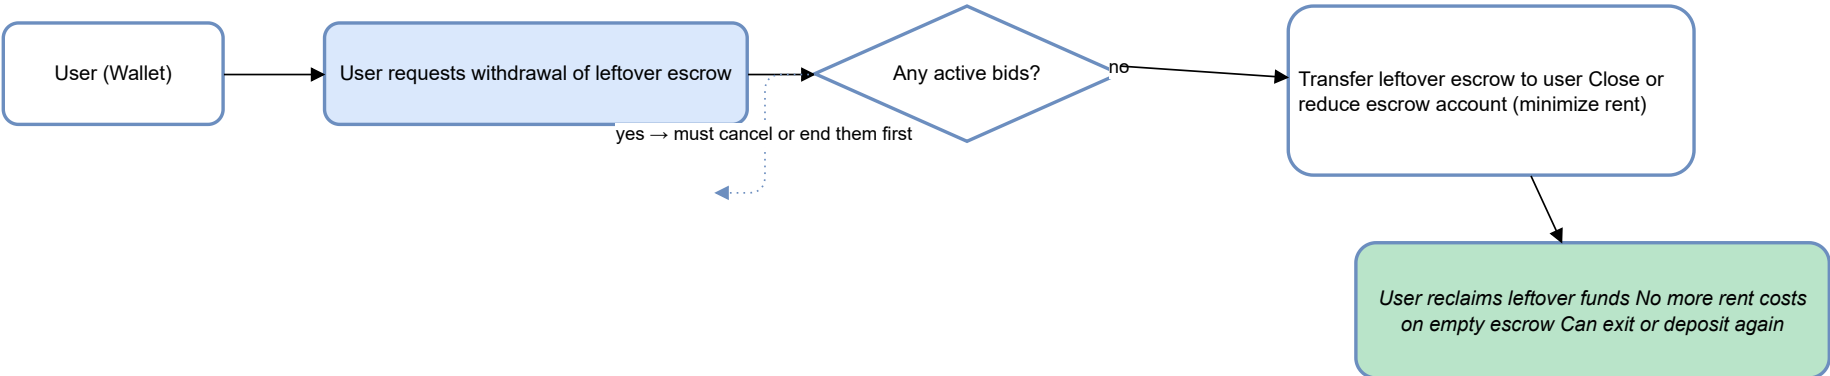 User (Wallet)
User requests withdrawal of leftover escrow
Any active bids?
no
yes → must cancel or end them first
Transfer leftover escrow to user Close or
reduce escrow account (minimize rent)
User reclaims leftover funds No more rent costs
on empty escrow Can exit or deposit again